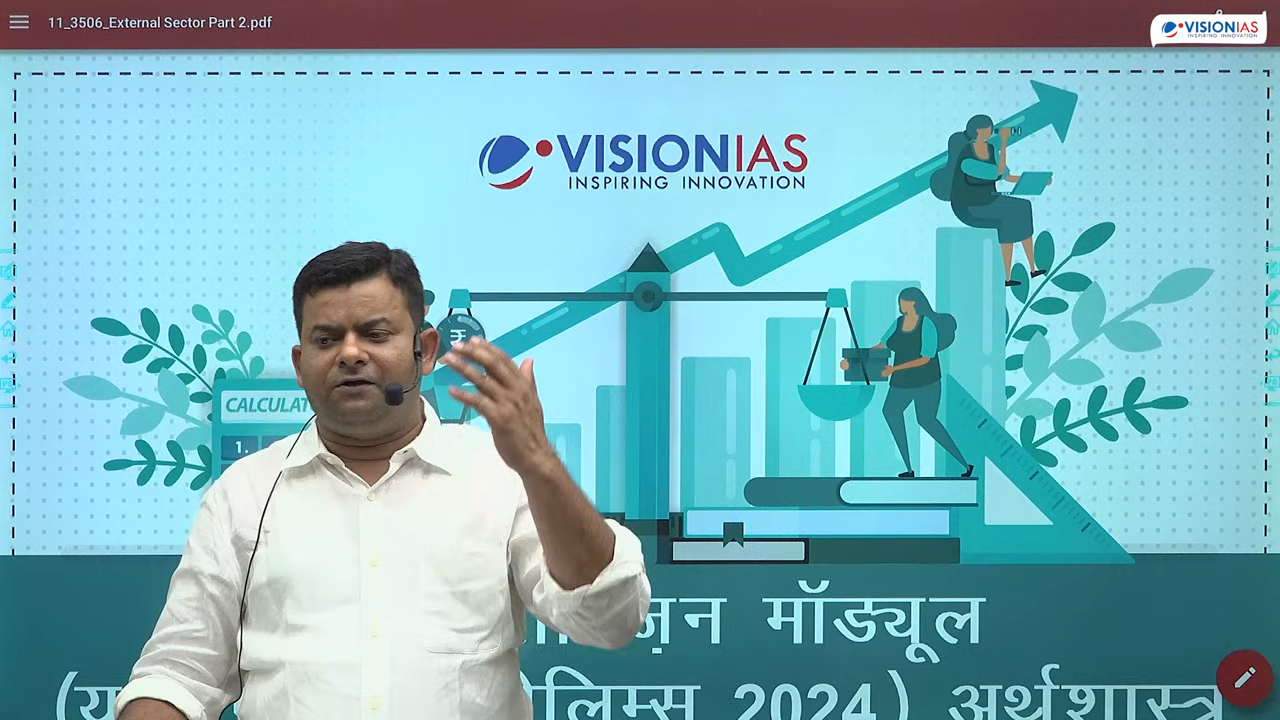 11_3506_External Sector Part 2.pdf
VISIONIAS
INSPIRING INNOVATION
VISIONIAS
INSPIRING INNOVATION
₹
CALCULAT
1.
मॉड्यूल
2024) अर्थशास्त्र